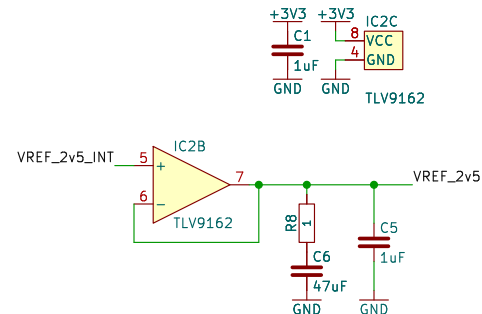 +3V3
+3V3
IC2C
C1
1uF
GND
8
VCC
4
GND
GND
TLV9162
IC2B
VREF_2v5_INT
5
+
7
VREF_2v5
6
−
TLV9162
R8
1
C5
1uF
C6
47uF
GND
GND